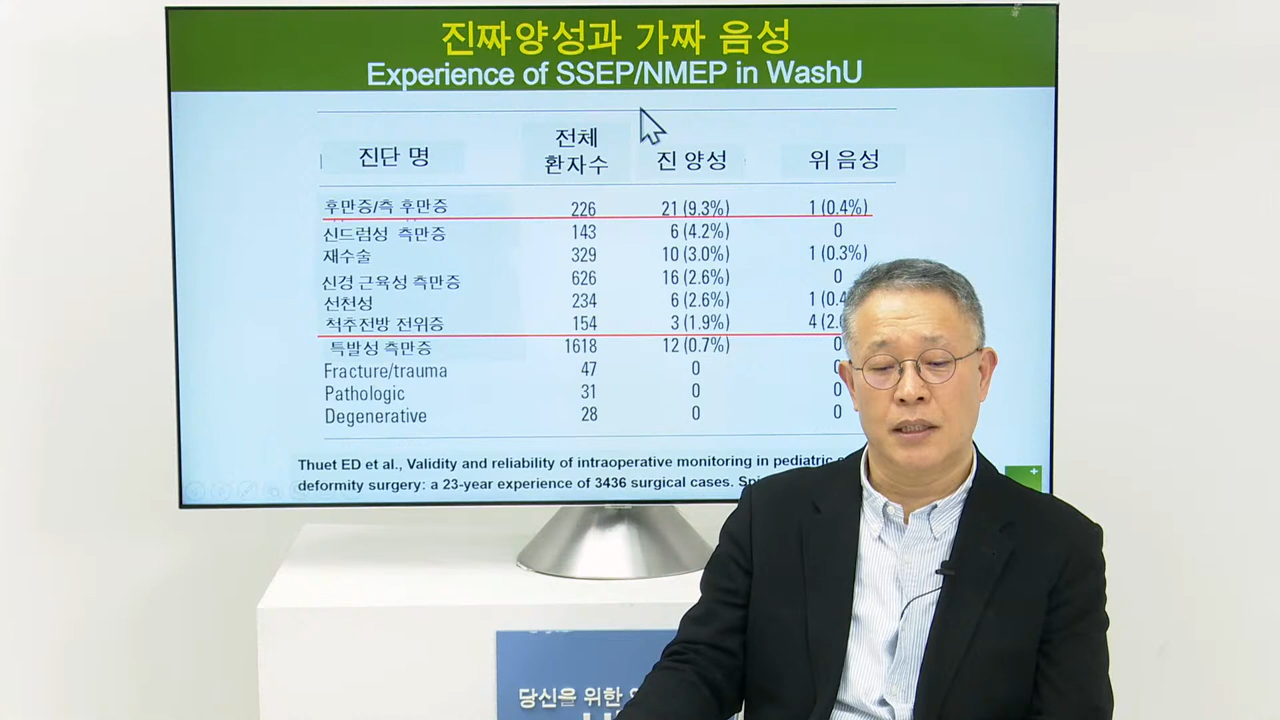 진짜양성과 가짜 음성
Experience of SSEP/NMEP in WashU
진단 명 전체 환자수 진 양성 위 음성
후만증/측 후만증 226 21 (9.3%) 1 (0.4%)
신드럼성 측만증 143 6 (4.2%) 0
재수술 329 10 (3.0%) 1 (0.3%)
신경 근육성 측만증 626 16 (2.6%) 0
선천성 234 6 (2.6%) 1
척추전방 전위증 154 3 (1.9%) 4
특발성 측만증 1618 12 (0.7%) 0
Fracture/trauma 47 0 0
Pathologic 31 0 0
Degenerative 28 0 0
Thuet ED et al., Validity and reliability of intraoperative monitoring in pediatric
deformity surgery: a 23-year experience of 3436 surgical cases.
당신을 위한